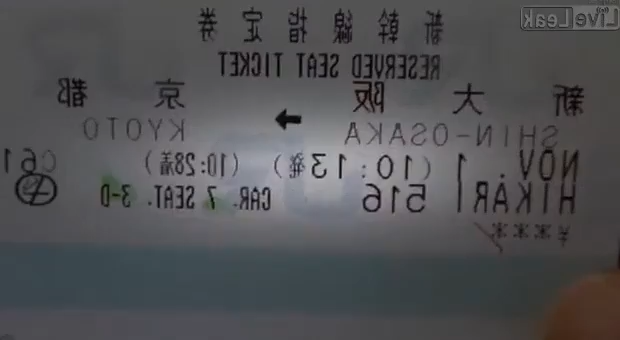 LiveLeak
新幹線指定券
RESERVED SEAT TICKET
新大阪 京都
SHIN-OSAKA ➡ KYOTO
NOV. 1 (10:13発) (10:28着) C61
HIKARI 516 CAR. 7 SEAT. 3-D
¥***